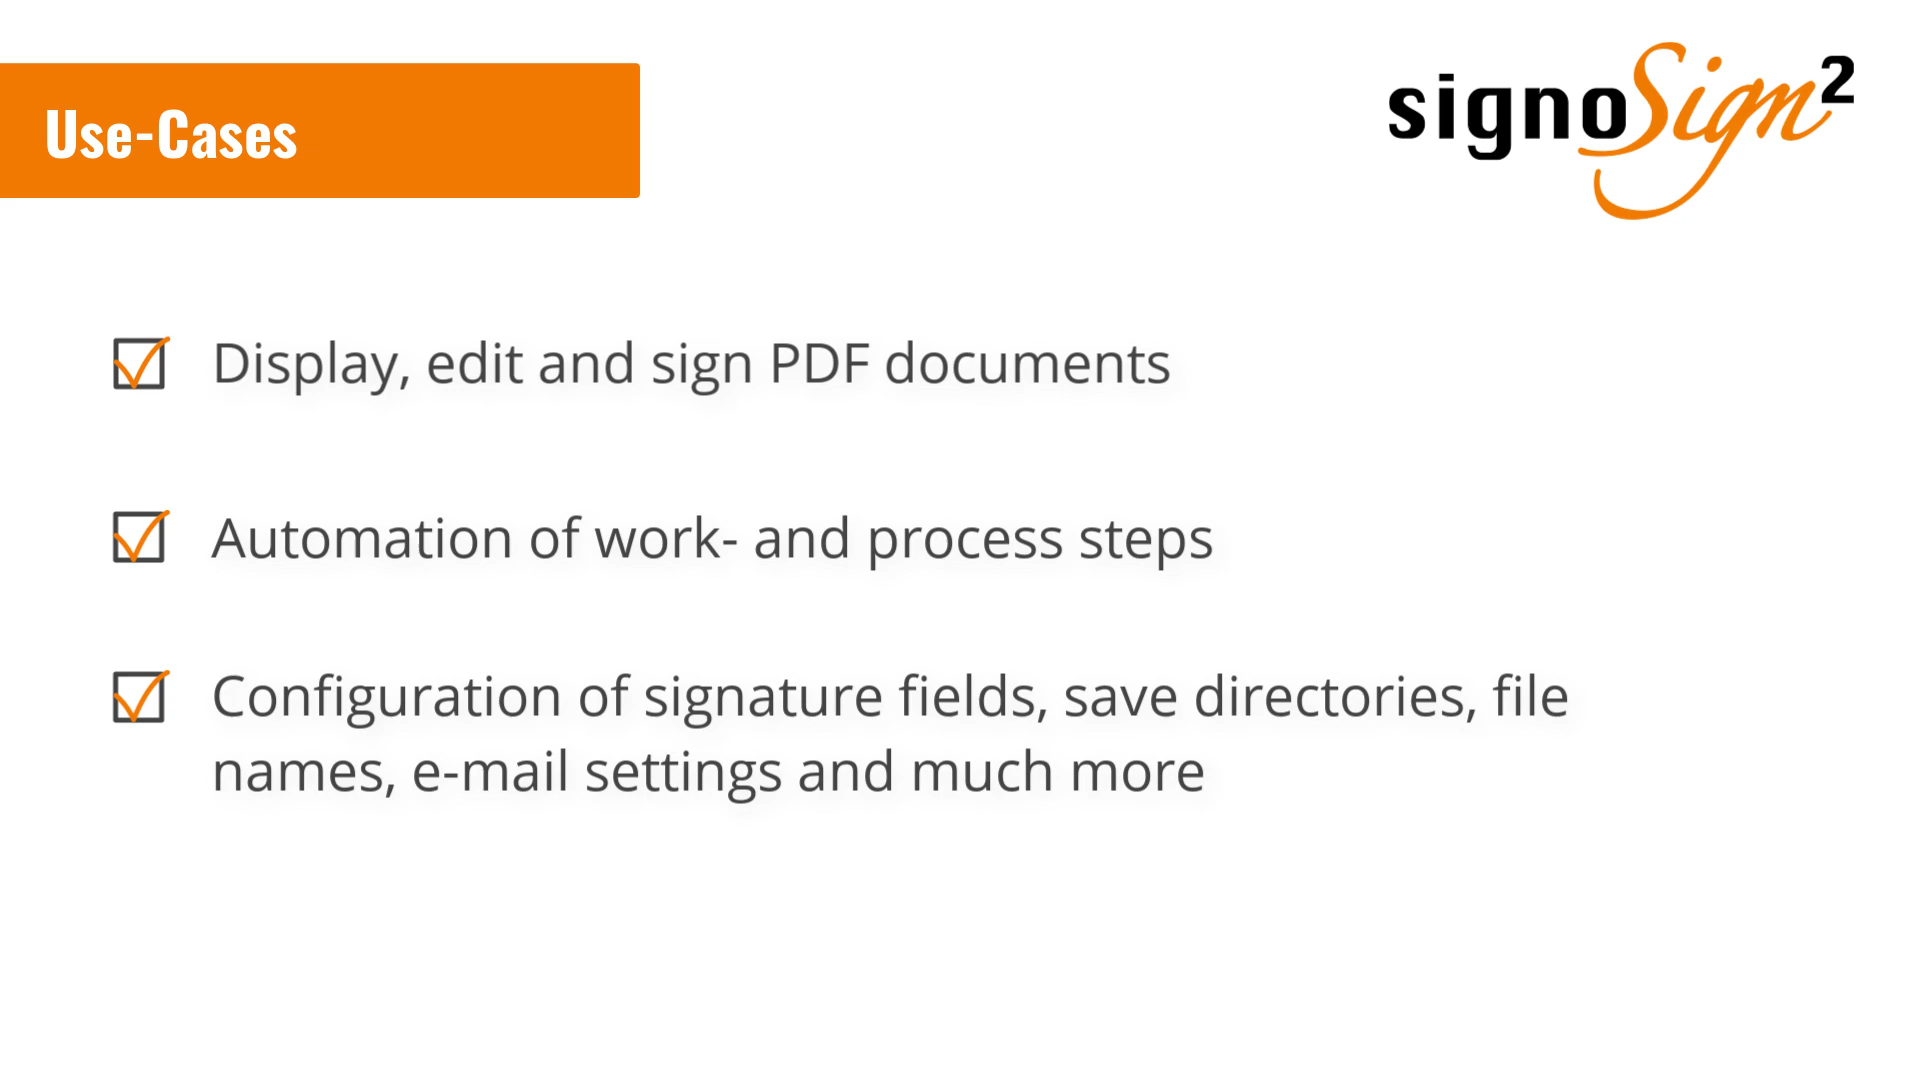 Use-Cases
signoSign²
Display, edit and sign PDF documents
Automation of work- and process steps
Configuration of signature fields, save directories, file
names, e-mail settings and much more